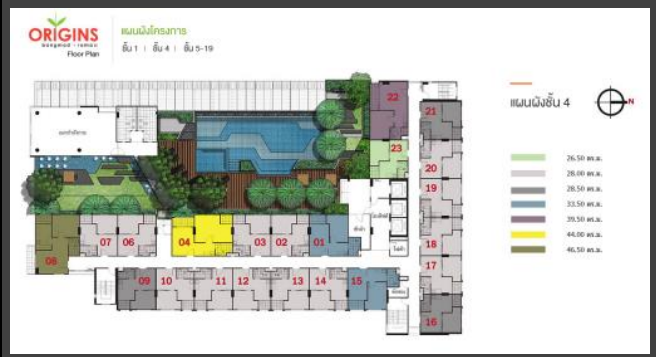 ORIGINS
bangmod - rama2
Floor Plan
แผนผังโครงการ
ชั้น 1 | ชั้น 4 | ชั้น 5-19
แผนผังชั้น 4
N
26.50 ตร.ม.
28.00 ตร.ม.
28.50 ตร.ม.
33.50 ตร.ม.
39.50 ตร.ม.
44.00 ตร.ม.
46.50 ตร.ม.
22
21
23
20
19
08
07
06
04
03
02
01
18
17
09
10
11
12
13
14
15
16